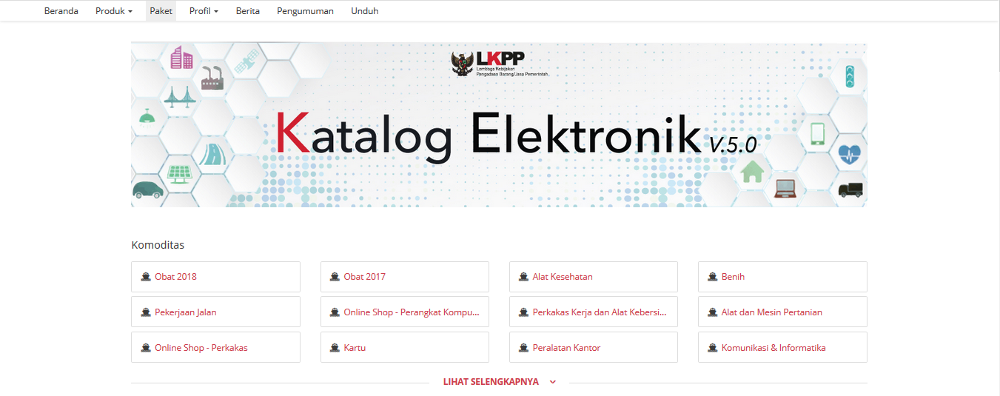 Beranda Produk Paket Profil Berita Pengumuman Unduh
LKPP
Lembaga Kebijakan
Pengadaan Barang/Jasa Pemerintah
Katalog Elektronik V.5.0
Komoditas
Obat 2018 Obat 2017 Alat Kesehatan Benih
Pekerjaan Jalan Online Shop - Perangkat Kompu... Perkakas Kerja dan Alat Kebersi... Alat dan Mesin Pertanian
Online Shop - Perkakas Kartu Peralatan Kantor Komunikasi & Informatika
LIHAT SELENGKAPNYA